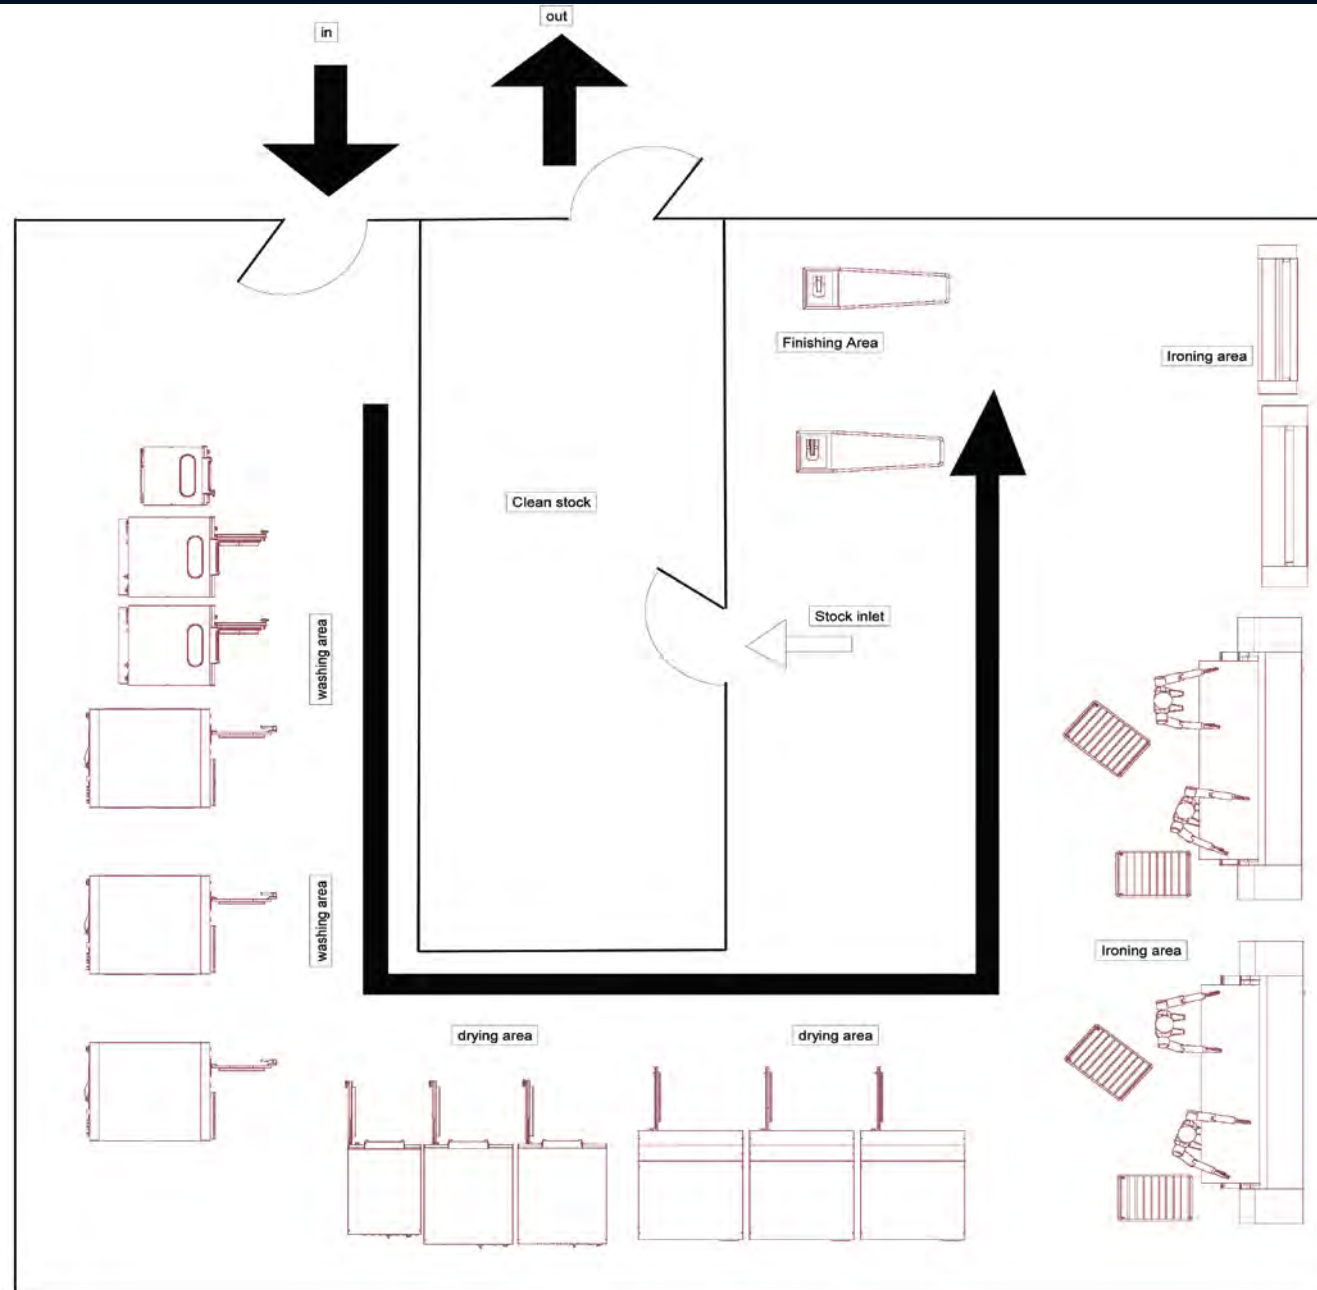 in
out
Finishing Area
Ironing area
Clean stock
Stock inlet
washing area
washing area
Ironing area
drying area
drying area